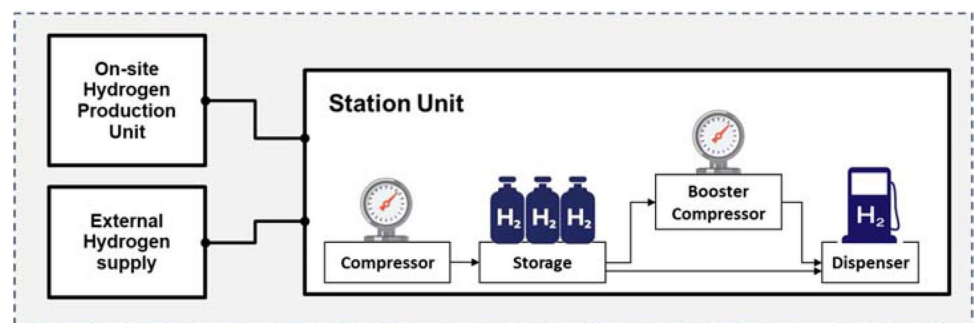 On-site
Hydrogen
Production
Unit
External
Hydrogen
supply
Station Unit
Compressor
H2 H2 H2
Storage
Booster
Compressor
H2
Dispenser